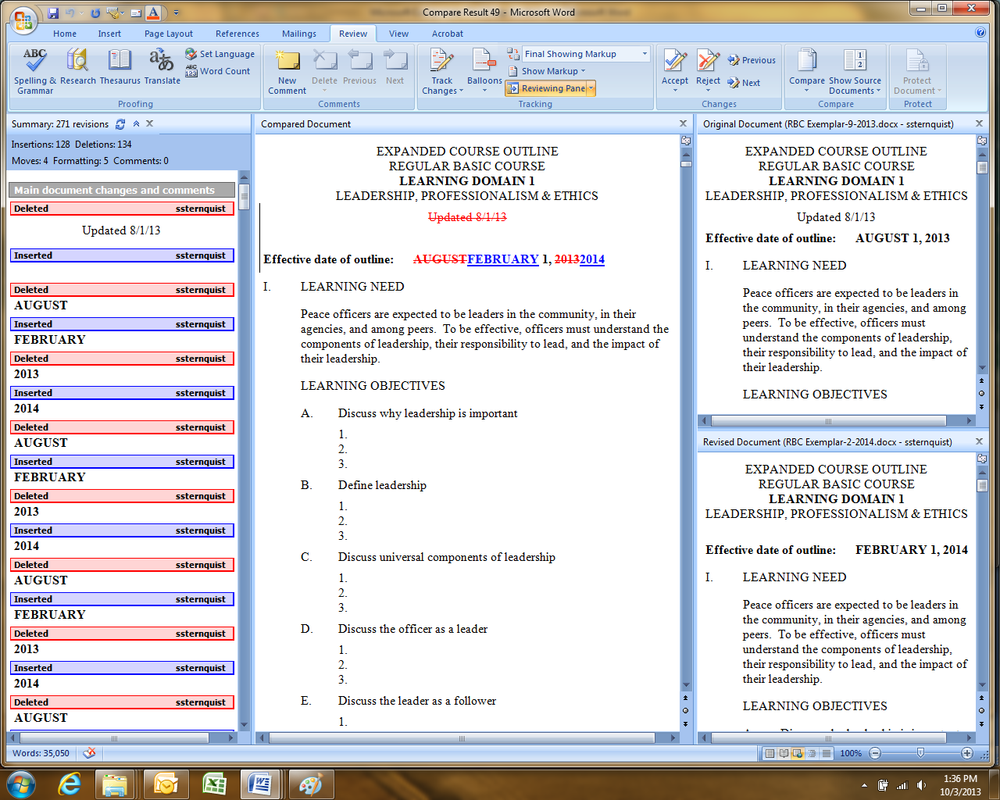 Compare Result 49 - Microsoft Word
Home Insert Page Layout References Mailings Review View Acrobat
ABC
Spelling & Grammar
Research
Thesaurus
Translate
Set Language
ABC 123 Word Count
Proofing
New Comment
Delete
Previous
Next
Comments
Track Changes
Balloons
Final Showing Markup
Show Markup
Reviewing Pane
Tracking
Accept
Reject
Previous
Next
Changes
Compare
Show Source Documents
Compare
Protect Document
Protect
Summary: 271 revisions
Insertions: 128 Deletions: 134
Moves: 4 Formatting: 5 Comments: 0
Main document changes and comments
Deleted ssternquist
Updated 8/1/13
Inserted ssternquist
Deleted ssternquist
AUGUST
Inserted ssternquist
FEBRUARY
Deleted ssternquist
2013
Inserted ssternquist
2014
Deleted ssternquist
AUGUST
Inserted ssternquist
FEBRUARY
Deleted ssternquist
2013
Inserted ssternquist
2014
Deleted ssternquist
AUGUST
Inserted ssternquist
FEBRUARY
Deleted ssternquist
2013
Inserted ssternquist
2014
Deleted ssternquist
AUGUST
Compared Document
EXPANDED COURSE OUTLINE
REGULAR BASIC COURSE
LEARNING DOMAIN 1
LEADERSHIP, PROFESSIONALISM & ETHICS
Updated 8/1/13
Effective date of outline: AUGUSTFEBRUARY 1, 20132014
I. LEARNING NEED
Peace officers are expected to be leaders in the community, in their
agencies, and among peers. To be effective, officers must understand the
components of leadership, their responsibility to lead, and the impact of
their leadership.
LEARNING OBJECTIVES
A. Discuss why leadership is important
1.
2.
3.
B. Define leadership
1.
2.
3.
C. Discuss universal components of leadership
1.
2.
3.
D. Discuss the officer as a leader
1.
2.
3.
E. Discuss the leader as a follower
1.
Original Document (RBC Exemplar-9-2013.docx - ssternquist)
EXPANDED COURSE OUTLINE
REGULAR BASIC COURSE
LEARNING DOMAIN 1
LEADERSHIP, PROFESSIONALISM & ETHICS
Updated 8/1/13
Effective date of outline: AUGUST 1, 2013
I. LEARNING NEED
Peace officers are expected to be leaders in
the community, in their agencies, and among
peers. To be effective, officers must
understand the components of leadership,
their responsibility to lead, and the impact of
their leadership.
LEARNING OBJECTIVES
Revised Document (RBC Exemplar-2-2014.docx - ssternquist)
EXPANDED COURSE OUTLINE
REGULAR BASIC COURSE
LEARNING DOMAIN 1
LEADERSHIP, PROFESSIONALISM & ETHICS
Effective date of outline: FEBRUARY 1, 2014
I. LEARNING NEED
Peace officers are expected to be leaders in
the community, in their agencies, and among
peers. To be effective, officers must
understand the components of leadership,
their responsibility to lead, and the impact of
their leadership.
LEARNING OBJECTIVES
Words: 35,050
100%
1:36 PM
10/3/2013